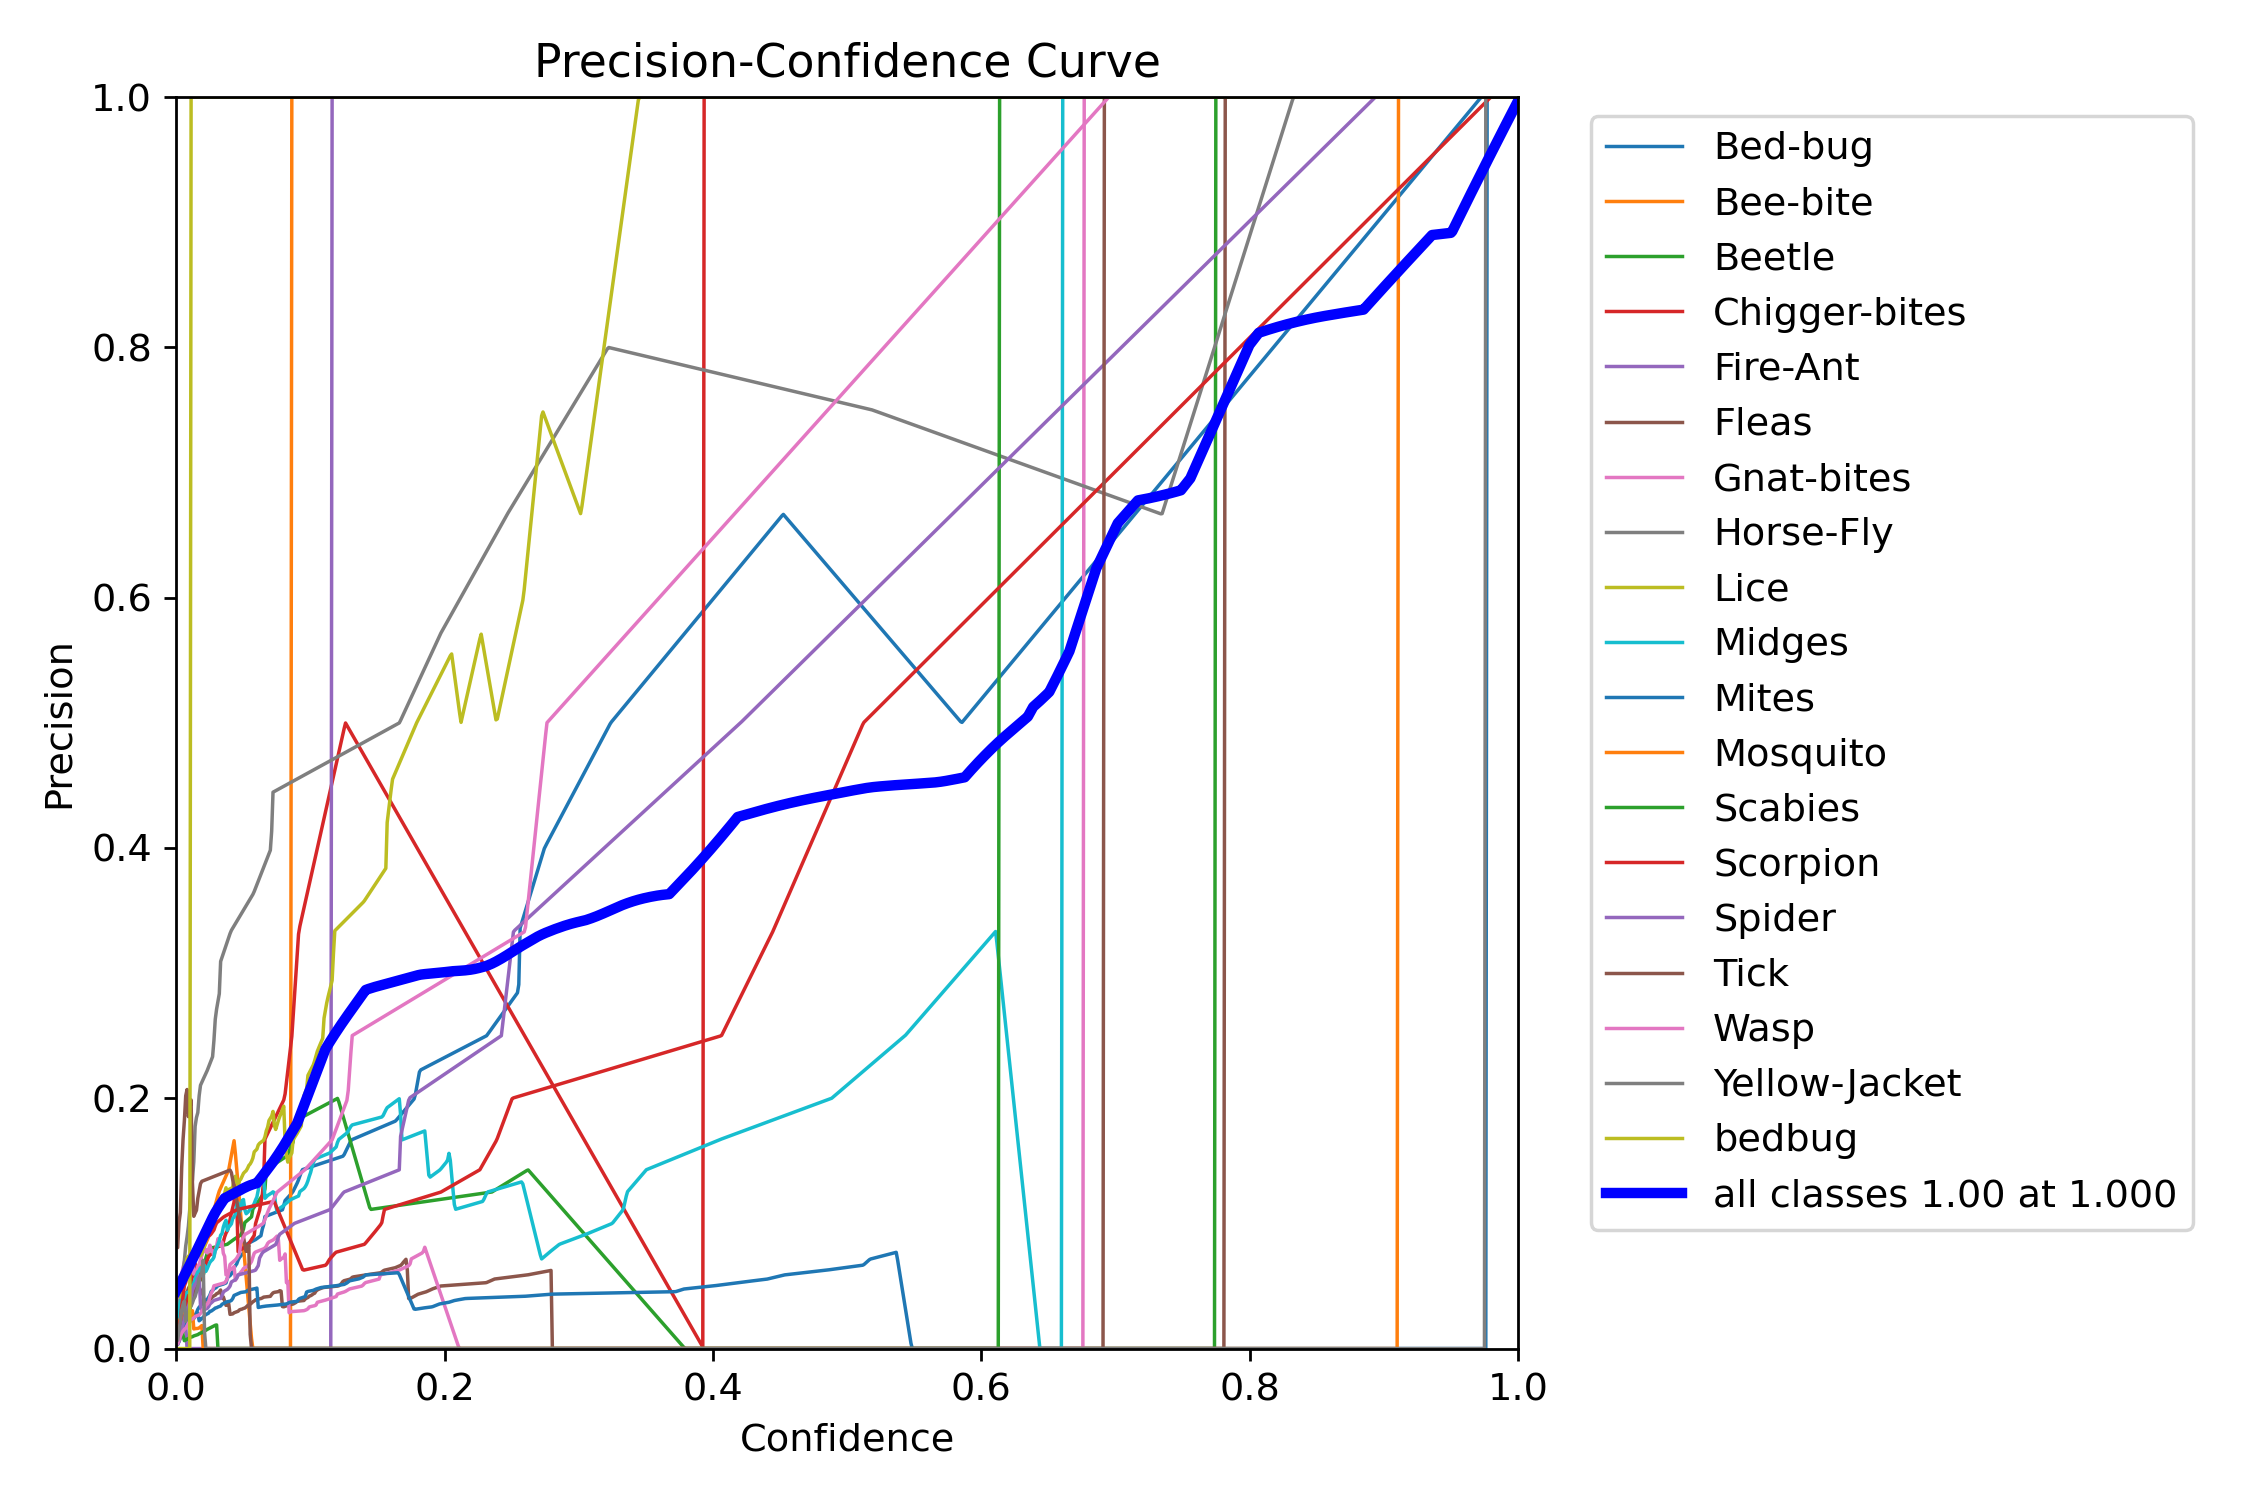 Precision-Confidence Curve
1.0
0.8
0.6
0.4
0.2
0.0
Precision
0.0 0.2 0.4 0.6 0.8 1.0
Confidence
Bed-bug
Bee-bite
Beetle
Chigger-bites
Fire-Ant
Fleas
Gnat-bites
Horse-Fly
Lice
Midges
Mites
Mosquito
Scabies
Scorpion
Spider
Tick
Wasp
Yellow-Jacket
bedbug
all classes 1.00 at 1.000